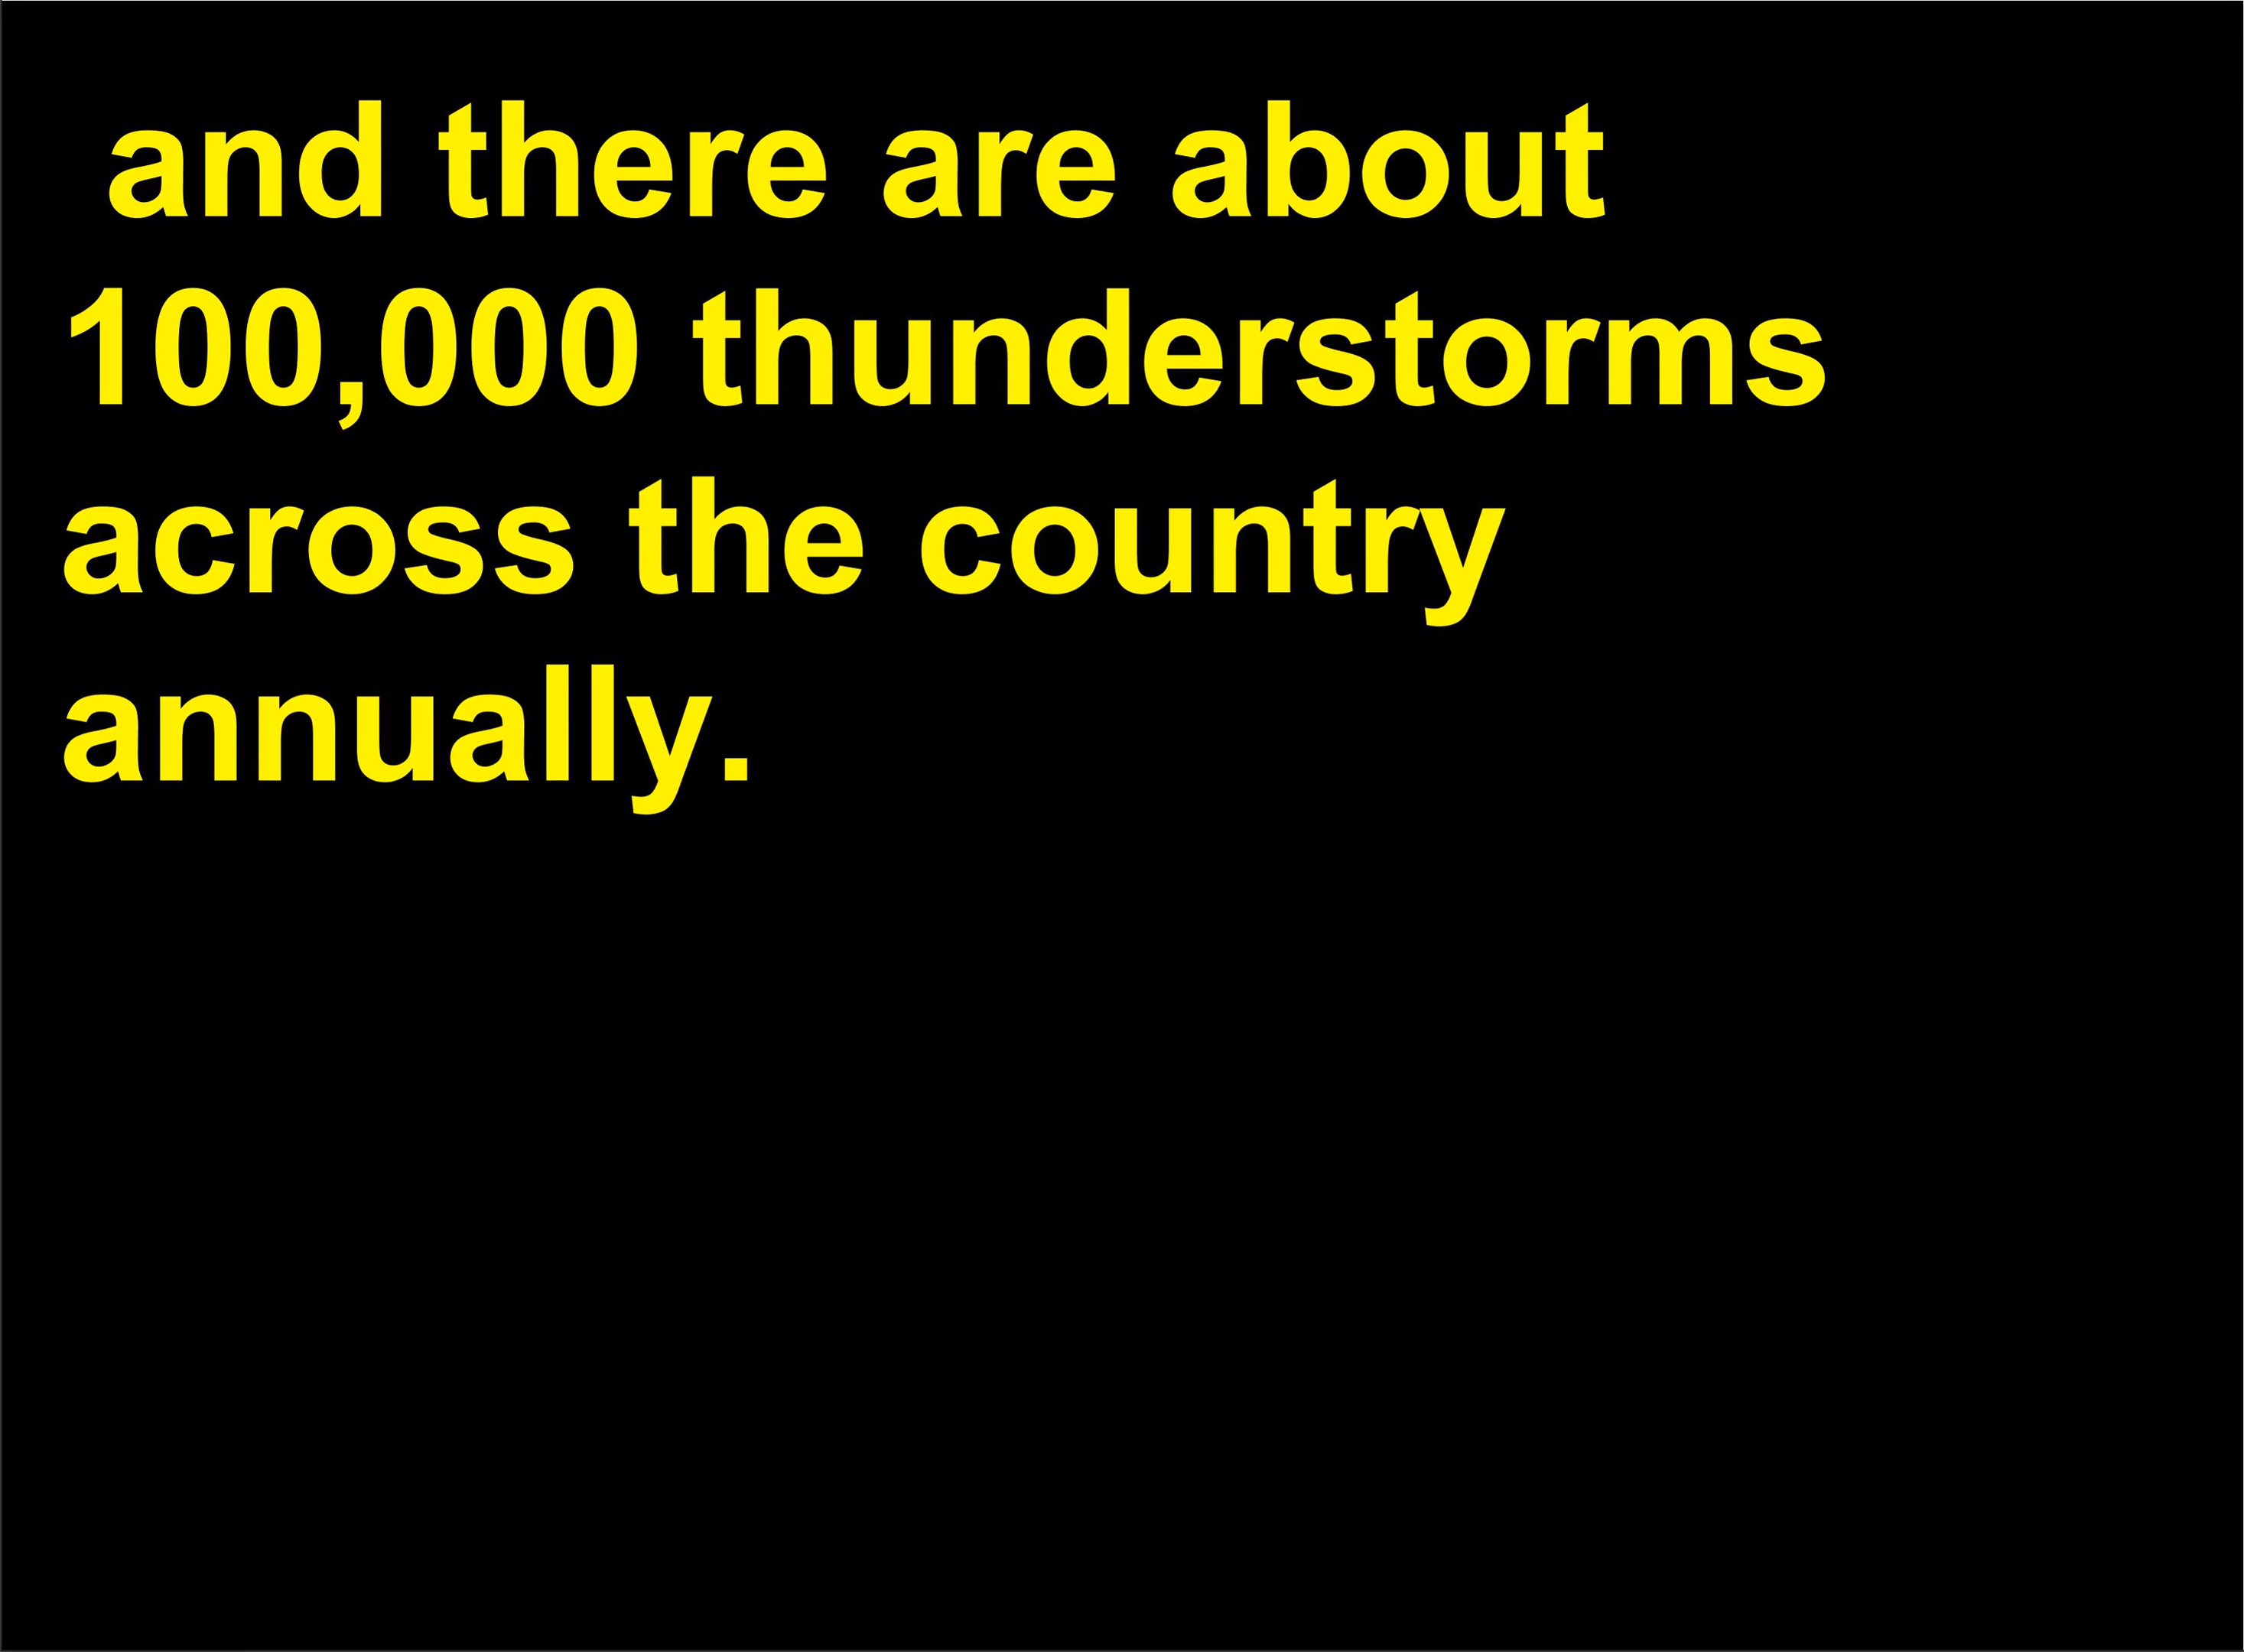 and there are about
100,000 thunderstorms
across the country
annually.